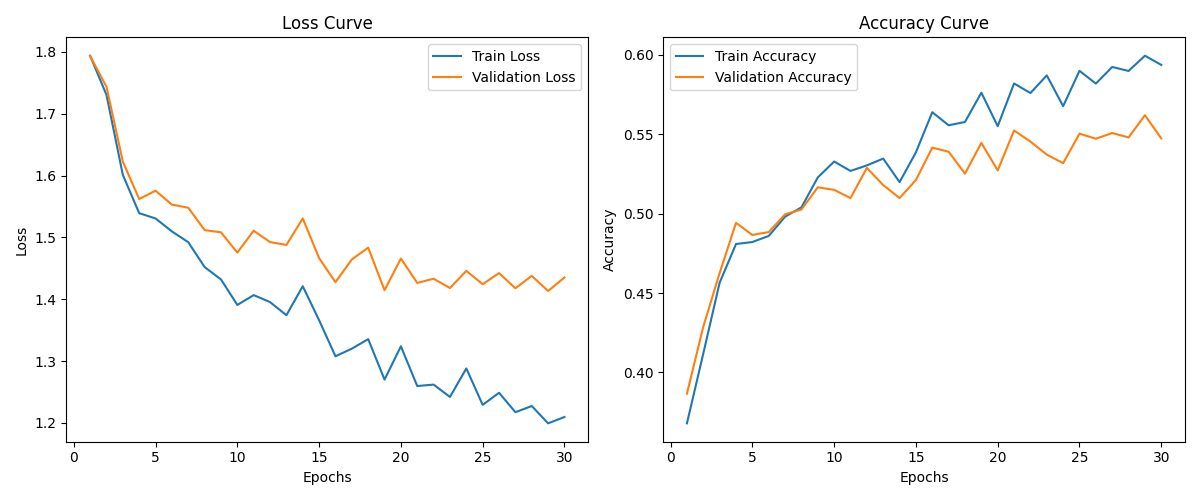 Loss Curve
Train Loss
Validation Loss
1.8
1.7
1.6
1.5
1.4
1.3
1.2
Loss
0 5 10 15 20 25 30
Epochs
Accuracy Curve
Train Accuracy
Validation Accuracy
0.60
0.55
0.50
0.45
0.40
Accuracy
0 5 10 15 20 25 30
Epochs